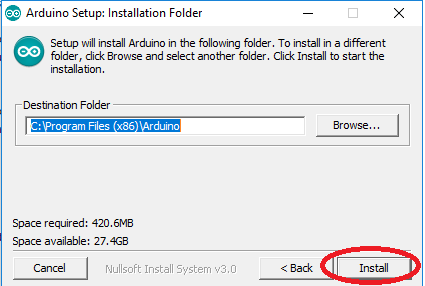 Arduino Setup: Installation Folder
Setup will install Arduino in the following folder. To install in a different
folder, click Browse and select another folder. Click Install to start the
installation.
Destination Folder
C:\Program Files (x86)\Arduino
Browse...
Space required: 420.6MB
Space available: 27.4GB
Cancel
Nullsoft Install System v3.0
< Back
Install